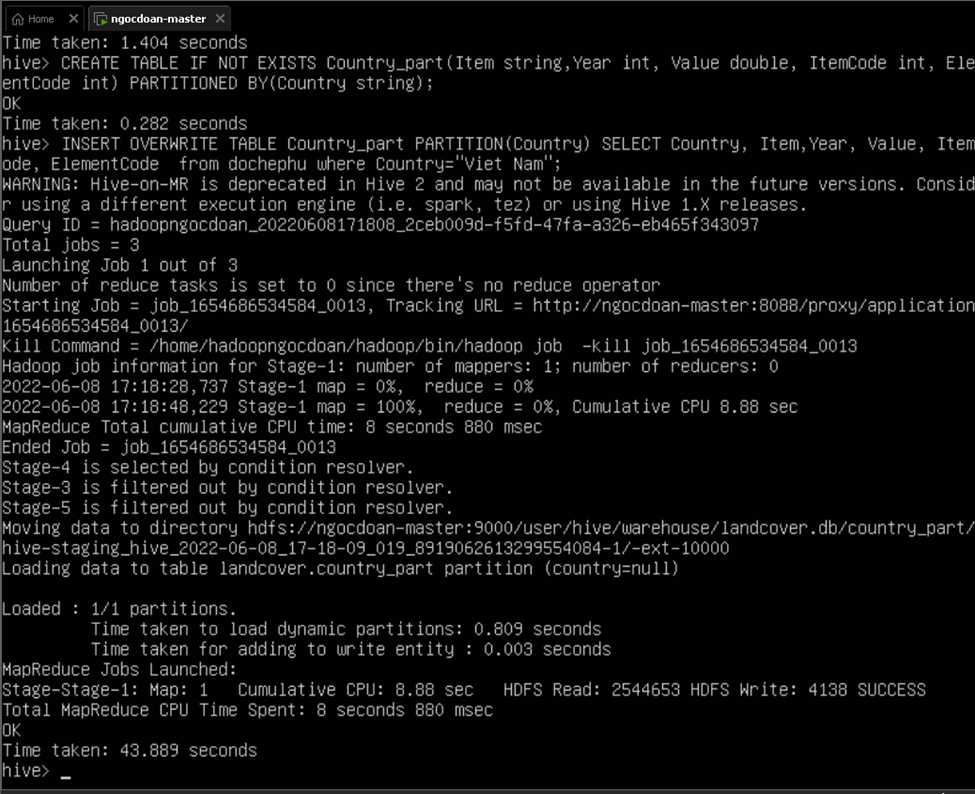 Home
ngocdoan-master
Time taken: 1.404 seconds
hive> CREATE TABLE IF NOT EXISTS Country_part(Item string,Year int, Value double, ItemCode int, Ele
entCode int) PARTITIONED BY(Country string);
OK
Time taken: 0.282 seconds
hive> INSERT OVERWRITE TABLE Country_part PARTITION(Country) SELECT Country, Item,Year, Value, Item
ode, ElementCode  from dochephu where Country="Viet Nam";
WARNING: Hive-on-MR is deprecated in Hive 2 and may not be available in the future versions. Consid
r using a different execution engine (i.e. spark, tez) or using Hive 1.X releases.
Query ID = hadoopngocdoan_20220608171808_2ceb009d-f5fd-47fa-a326-eb465f343097
Total jobs = 3
Launching Job 1 out of 3
Number of reduce tasks is set to 0 since there's no reduce operator
Starting Job = job_1654686534584_0013, Tracking URL = http://ngocdoan-master:8088/proxy/application
1654686534584_0013/
Kill Command = /home/hadoopngocdoan/hadoop/bin/hadoop job  -kill job_1654686534584_0013
Hadoop job information for Stage-1: number of mappers: 1; number of reducers: 0
2022-06-08 17:18:28,737 Stage-1 map = 0%,  reduce = 0%
2022-06-08 17:18:48,229 Stage-1 map = 100%,  reduce = 0%, Cumulative CPU 8.88 sec
MapReduce Total cumulative CPU time: 8 seconds 880 msec
Ended Job = job_1654686534584_0013
Stage-4 is selected by condition resolver.
Stage-3 is filtered out by condition resolver.
Stage-5 is filtered out by condition resolver.
Moving data to directory hdfs://ngocdoan-master:9000/user/hive/warehouse/landcover.db/country_part/
hive-staging_hive_2022-06-08_17-18-09_019_8919062613299554084-1/-ext-10000
Loading data to table landcover.country_part partition (country=null)
Loaded : 1/1 partitions.
Time taken to load dynamic partitions: 0.809 seconds
Time taken for adding to write entity : 0.003 seconds
MapReduce Jobs Launched:
Stage-Stage-1: Map: 1   Cumulative CPU: 8.88 sec   HDFS Read: 2544653 HDFS Write: 4138 SUCCESS
Total MapReduce CPU Time Spent: 8 seconds 880 msec
OK
Time taken: 43.889 seconds
hive> _